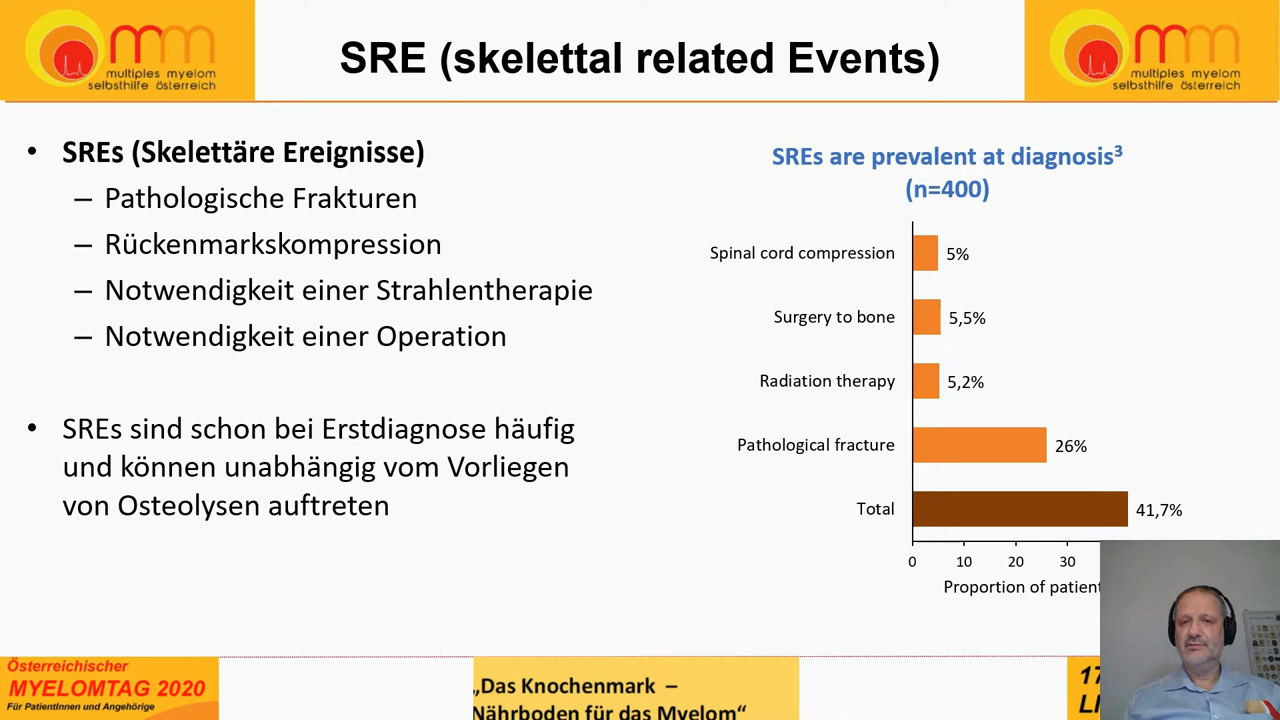 mm
multiples myelom
selbsthilfe österreich
SRE (skelettal related Events)
mm
multiples myelom
selbsthilfe österreich
• SREs (Skelettäre Ereignisse)
– Pathologische Frakturen
– Rückenmarkskompression
– Notwendigkeit einer Strahlentherapie
– Notwendigkeit einer Operation
• SREs sind schon bei Erstdiagnose häufig
und können unabhängig vom Vorliegen
von Osteolysen auftreten
SREs are prevalent at diagnosis³
(n=400)
Spinal cord compression 5%
Surgery to bone 5,5%
Radiation therapy 5,2%
Pathological fracture 26%
Total 41,7%
0 10 20 30
Proportion of patient
Österreichischer
MYELOMTAG 2020
Für PatientInnen und Angehörige
„Das Knochenmark –
Nährboden für das Myelom“
17